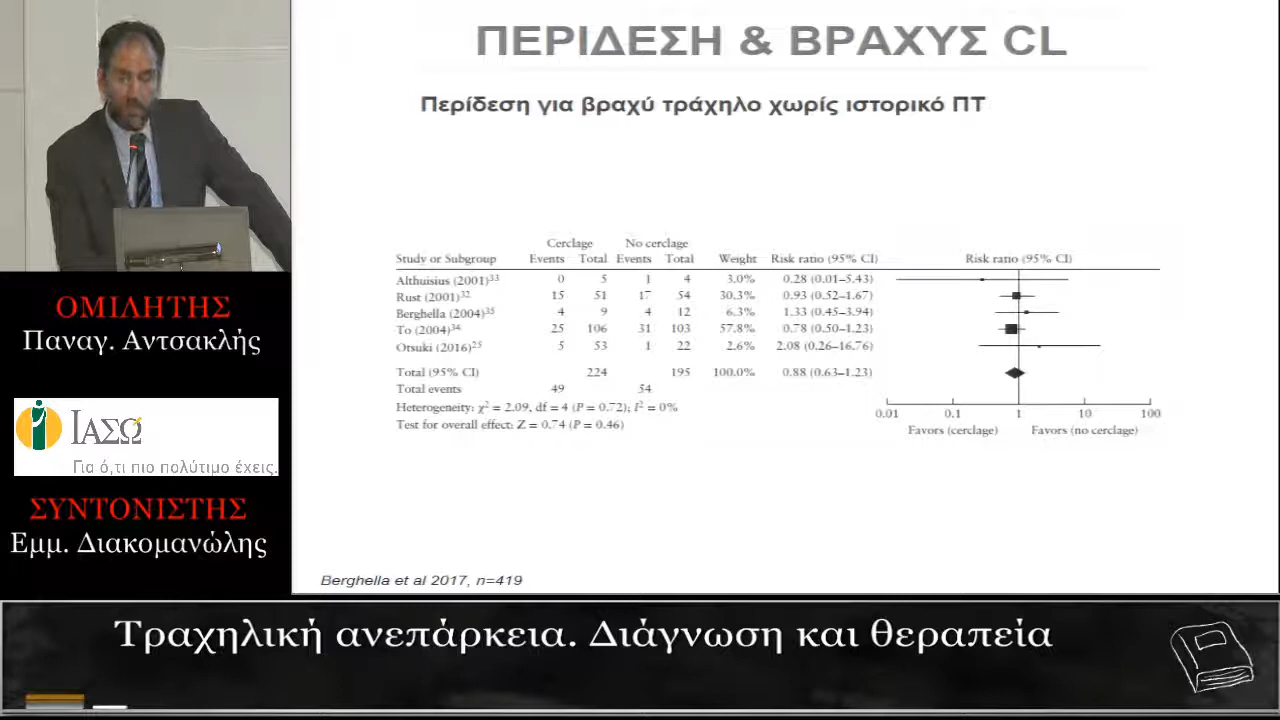 ΠΕΡΙΔΕΣΗ & ΒΡΑΧΥΣ CL
Περίδεση για βραχύ τράχηλο χωρίς ιστορικό ΠΤ
Cerclage No cerclage
Study or Subgroup Events Total Events Total Weight Risk ratio (95% CI) Risk ratio (95% CI)
Althuisius (2001)33 0 5 1 4 3.0% 0.28 (0.01–5.43)
Rust (2001)32 15 51 17 54 30.3% 0.93 (0.52–1.67)
Berghella (2004)35 4 9 4 12 6.3% 1.33 (0.45–3.94)
To (2004)34 25 106 31 103 57.8% 0.78 (0.50–1.23)
Otsuki (2016)25 5 53 1 22 2.6% 2.08 (0.26–16.76)
Total (95% CI) 224 195 100.0% 0.88 (0.63–1.23)
Total events 49 54
Heterogeneity: χ2 = 2.09, df = 4 (P = 0.72); I2 = 0%
Test for overall effect: Z = 0.74 (P = 0.46)
0.01 0.1 1 10 100
Favors (cerclage) Favors (no cerclage)
Berghella et al 2017, n=419
ΟΜΙΛΗΤΗΣ
Παναγ. Αντσακλής
ΙΑΣΩ
Για ό,τι πιο πολύτιμο έχεις.
ΣΥΝΤΟΝΙΣΤΗΣ
Εμμ. Διακομανώλης
Τραχηλική ανεπάρκεια. Διάγνωση και θεραπεία